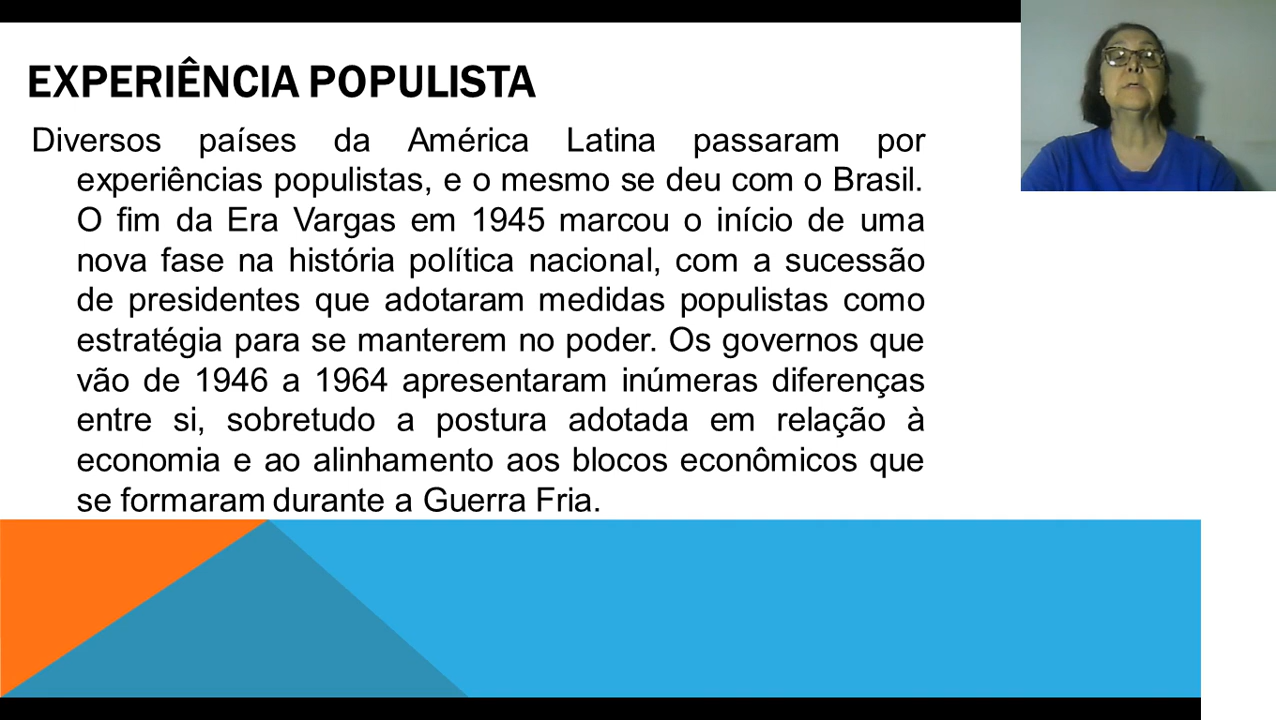 EXPERIÊNCIA POPULISTA
Diversos países da América Latina passaram por
experiências populistas, e o mesmo se deu com o Brasil.
O fim da Era Vargas em 1945 marcou o início de uma
nova fase na história política nacional, com a sucessão
de presidentes que adotaram medidas populistas como
estratégia para se manterem no poder. Os governos que
vão de 1946 a 1964 apresentaram inúmeras diferenças
entre si, sobretudo a postura adotada em relação à
economia e ao alinhamento aos blocos econômicos que
se formaram durante a Guerra Fria.